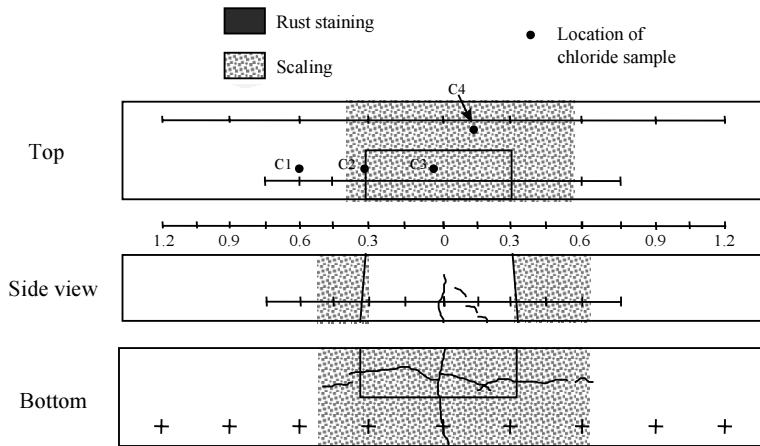 Rust staining
Location of
chloride sample
Scaling
C4
Top
C1
C2
C3
1.2 0.9 0.6 0.3 0 0.3 0.6 0.9 1.2
Side view
Bottom